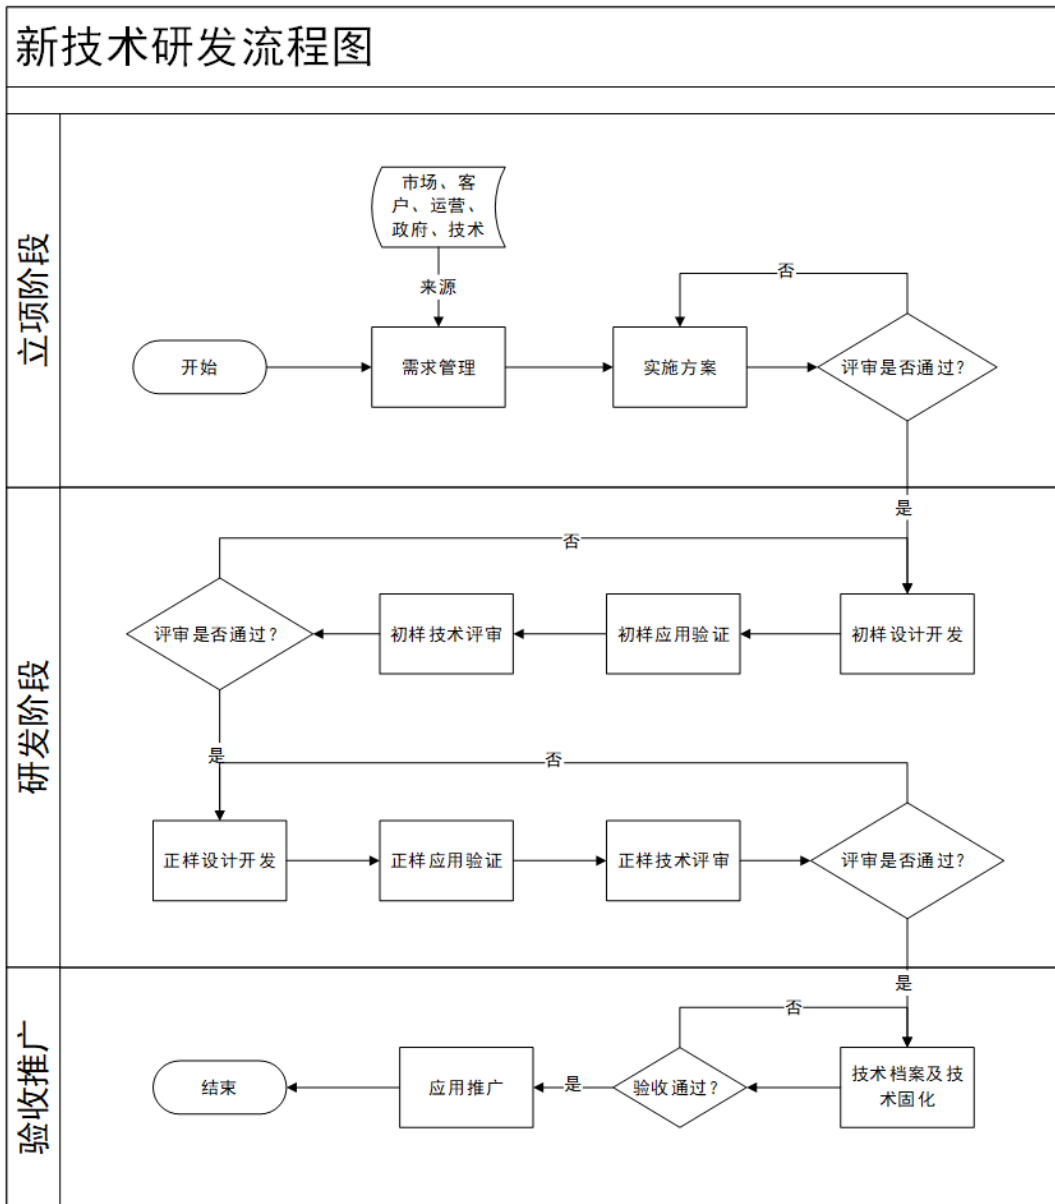 新技术研发流程图
立项阶段
市场、客
户、运营、
政府、技术
来源
否
开始
需求管理
实施方案
评审是否通过？
研发阶段
是
否
评审是否通过？
初样技术评审
初样应用验证
初样设计开发
是
否
正样设计开发
正样应用验证
正样技术评审
评审是否通过？
验收推广
是
否
结束
应用推广
是
验收通过？
技术档案及技
术固化